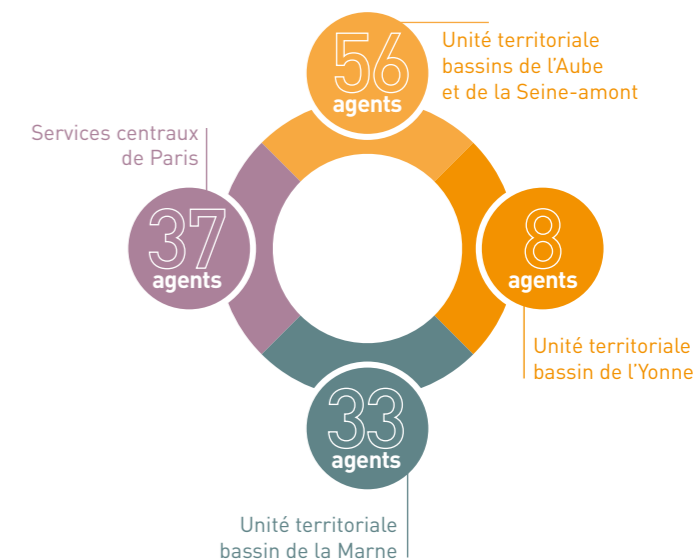 56
agents
Unité territoriale
bassins de l'Aube
et de la Seine-amont
Services centraux
de Paris
37
agents
8
agents
Unité territoriale
bassin de l'Yonne
33
agents
Unité territoriale
bassin de la Marne